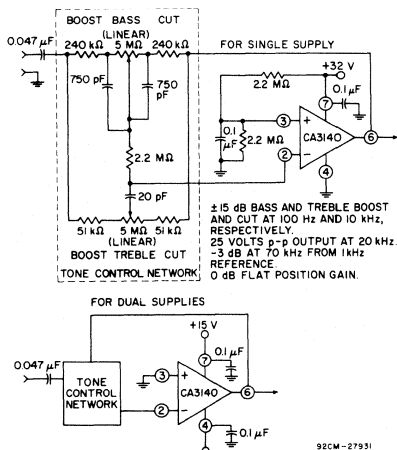 BOOST BASS CUT
(LINEAR)
240 kΩ 5 MΩ 240 kΩ
0.047 µF
FOR SINGLE SUPPLY
750 pF
750 pF
2.2 MΩ
+32 V
0.1 µF
7
3
+
0.1 µF
2.2 MΩ
CA3140
6
2
−
4
2.2 MΩ
20 pF
51 kΩ 5 MΩ 51 kΩ
(LINEAR)
BOOST TREBLE CUT
TONE CONTROL NETWORK
±15 dB BASS AND TREBLE BOOST
AND CUT AT 100 Hz AND 10 kHz,
RESPECTIVELY.
25 VOLTS p-p OUTPUT AT 20 kHz.
-3 dB AT 70 kHz FROM 1kHz
REFERENCE.
0 dB FLAT POSITION GAIN.
FOR DUAL SUPPLIES
+15 V
0.1 µF
7
0.047 µF
TONE
CONTROL
NETWORK
3
+
CA3140
6
2
−
4
0.1 µF
92CM-27931